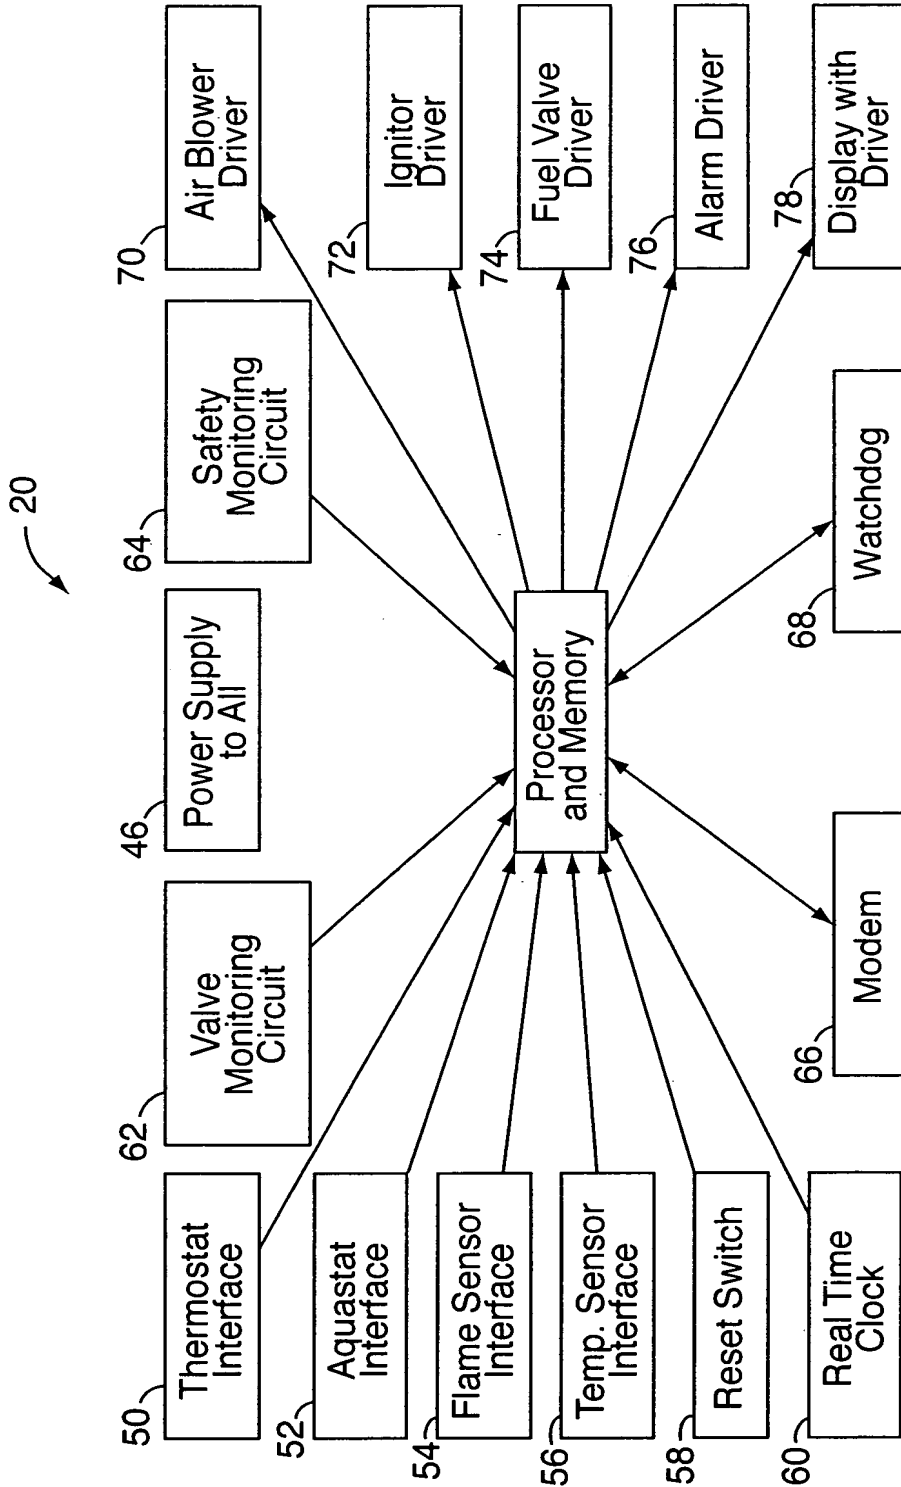 20
50
Thermostat
Interface
62
Valve
Monitoring
Circuit
46
Power Supply
to All
64
Safety
Monitoring
Circuit
70
Air Blower
Driver
52
Aquastat
Interface
54
Flame Sensor
Interface
56
Temp. Sensor
Interface
58
Reset Switch
60
Real Time
Clock
Processor
and Memory
72
Ignitor
Driver
74
Fuel Valve
Driver
76
Alarm Driver
78
Display with
Driver
66
Modem
68
Watchdog